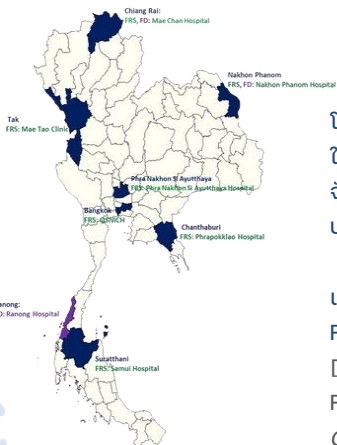 Chiang Rai:
FRS, FD: Mae Chan Hospital
Nakhon Phanom
FRS, FD: Nakhon Phanom Hospital
Tak
FRS: Mae Tao Clinic
Phra Nakhon Si Ayutthaya
FRS: Phra Nakhon Si Ayutthaya Hospital
Bangkok
FRS: QSNICH
Chanthaburi
FRS: Phrapokklao Hospital
anong:
D: Ranong Hospital
Suratthani
FRS: Samui Hospital